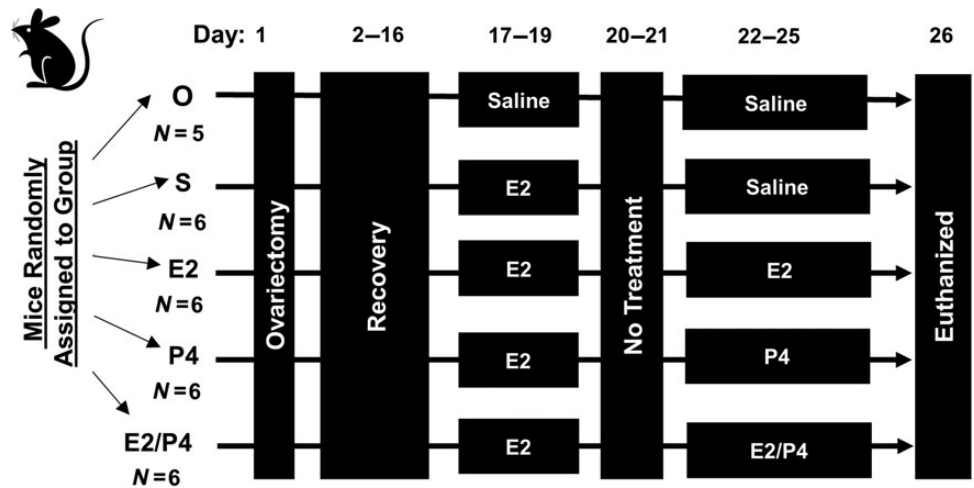 Day: 1 2–16 17–19 20–21 22–25 26
Mice Randomly
Assigned to Group
O
N = 5
S
N = 6
E2
N = 6
P4
N = 6
E2/P4
N = 6
Ovariectomy
Recovery
Saline
E2
E2
E2
E2
No Treatment
Saline
Saline
E2
P4
E2/P4
Euthanized